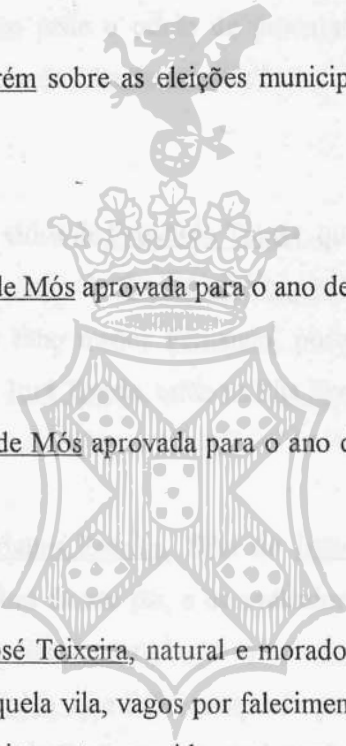 rém sobre as eleições municip
de Mós aprovada para o ano de
de Mós aprovada para o ano d
osé Teixeira, natural e morado
quela vila, vagos por falecimen